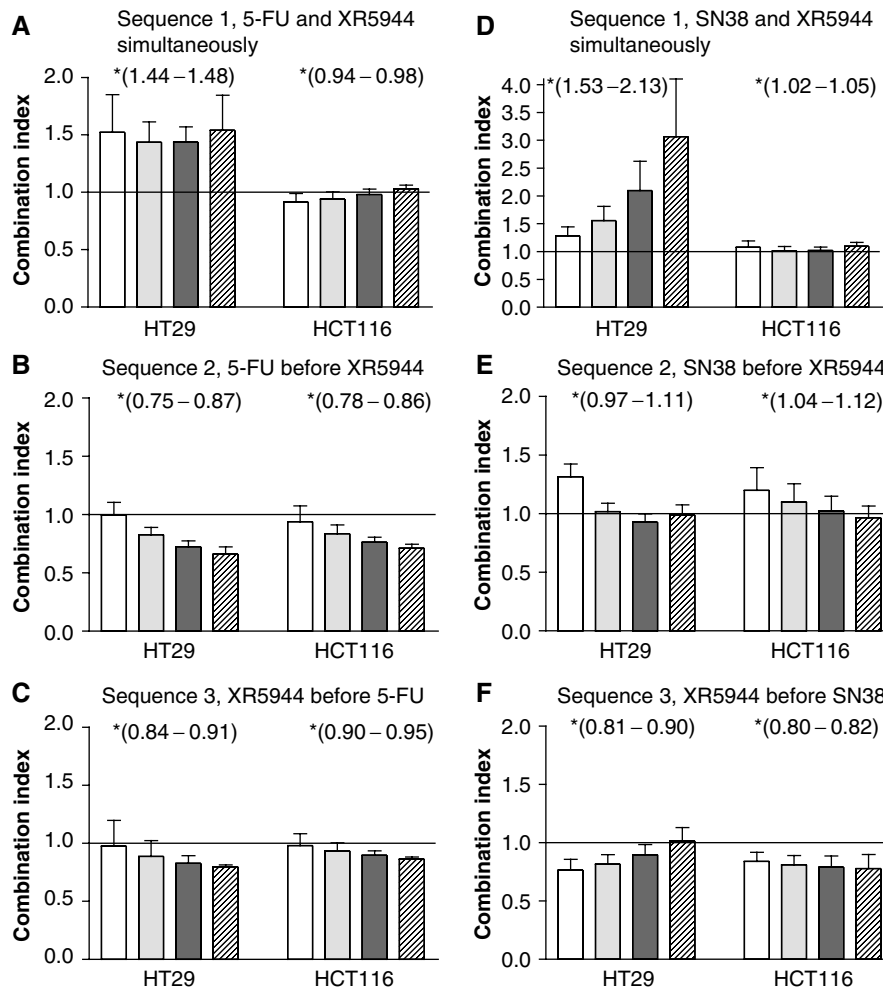 A
Sequence 1, 5-FU and XR5944
simultaneously
Combination index
2.0
1.5
1.0
0.5
0.0
*(1.44 – 1.48)
*(0.94 – 0.98)
HT29
HCT116
D
Sequence 1, SN38 and XR5944
simultaneously
Combination index
4.0
3.5
3.0
2.5
2.0
1.5
1.0
1.5
0.0
*(1.53 – 2.13)
*(1.02 – 1.05)
HT29
HCT116
B
Sequence 2, 5-FU before XR5944
Combination index
2.0
1.5
1.0
0.5
0.0
*(0.75 – 0.87)
*(0.78 – 0.86)
HT29
HCT116
E
Sequence 2, SN38 before XR5944
Combination index
2.0
1.5
1.0
0.5
0.0
*(0.97 – 1.11)
*(1.04 – 1.12)
HT29
HCT116
C
Sequence 3, XR5944 before 5-FU
Combination index
2.0
1.5
1.0
0.5
0.0
*(0.84 – 0.91)
*(0.90 – 0.95)
HT29
HCT116
F
Sequence 3, XR5944 before SN38
Combination index
2.0
1.5
1.0
0.5
0.0
*(0.81 – 0.90)
*(0.80 – 0.82)
HT29
HCT116